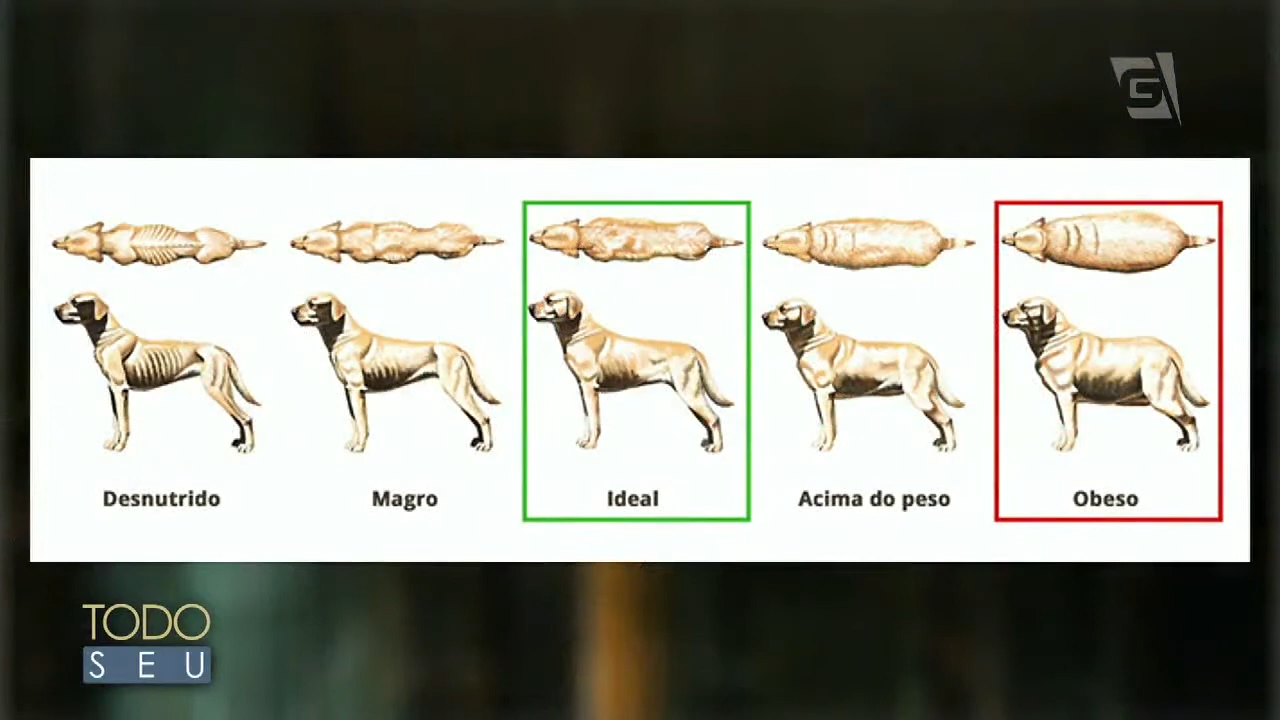 G
Desnutrido
Magro
Ideal
Acima do peso
Obeso
TODO
SEU